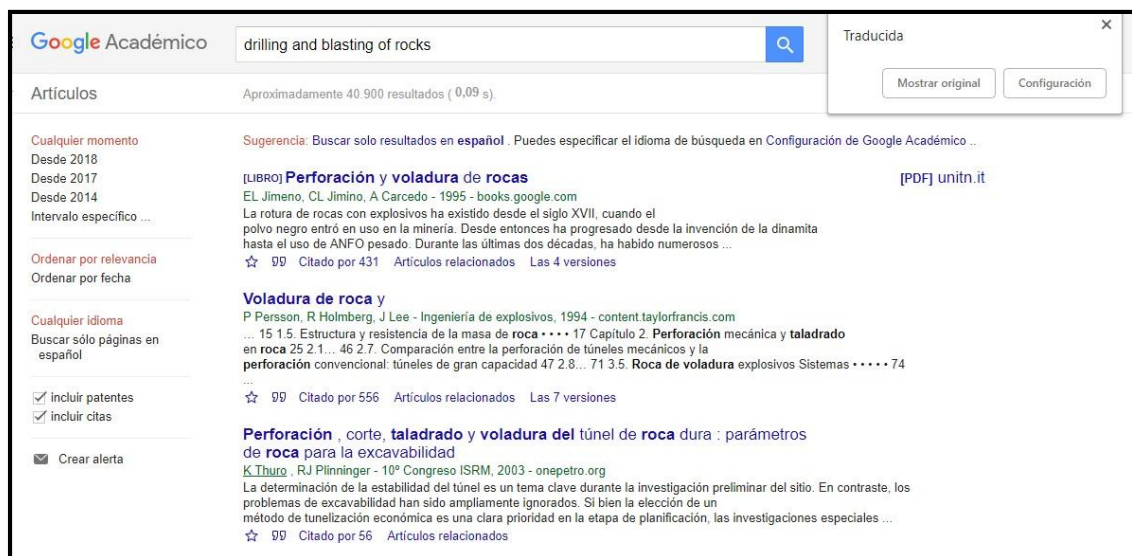 Google Académico
drilling and blasting of rocks
Traducida
Mostrar original
Configuración
Artículos
Aproximadamente 40.900 resultados ( 0,09 s).
Cualquier momento
Desde 2018
Desde 2017
Desde 2014
Intervalo específico ...
Ordenar por relevancia
Ordenar por fecha
Cualquier idioma
Buscar sólo páginas en
español
incluir patentes
incluir citas
Crear alerta
Sugerencia: Buscar solo resultados en español . Puedes especificar el idioma de búsqueda en Configuración de Google Académico ..
[LIBRO] Perforación y voladura de rocas
[PDF] unitn.it
EL Jimeno, CL Jimino, A Carcedo - 1995 - books.google.com
La rotura de rocas con explosivos ha existido desde el siglo XVII, cuando el
polvo negro entró en uso en la minería. Desde entonces ha progresado desde la invención de la dinamita
hasta el uso de ANFO pesado. Durante las últimas dos décadas, ha habido numerosos ...
Citado por 431 Artículos relacionados Las 4 versiones
Voladura de roca y
P Persson, R Holmberg, J Lee - Ingeniería de explosivos, 1994 - content.taylorfrancis.com
... 15 1.5. Estructura y resistencia de la masa de roca • • • • 17 Capítulo 2. Perforación mecánica y taladrado
en roca 25 2.1... 46 2.7. Comparación entre la perforación de túneles mecánicos y la
perforación convencional: túneles de gran capacidad 47 2.8... 71 3.5. Roca de voladura explosivos Sistemas • • • • • 74
...
Citado por 556 Artículos relacionados Las 7 versiones
Perforación , corte, taladrado y voladura del túnel de roca dura : parámetros
de roca para la excavabilidad
K Thuro , RJ Plinninger - 10º Congreso ISRM, 2003 - onepetro.org
La determinación de la estabilidad del túnel es un tema clave durante la investigación preliminar del sitio. En contraste, los
problemas de excavabilidad han sido ampliamente ignorados. Si bien la elección de un
método de tunelización económica es una clara prioridad en la etapa de planificación, las investigaciones especiales ...
Citado por 56 Artículos relacionados